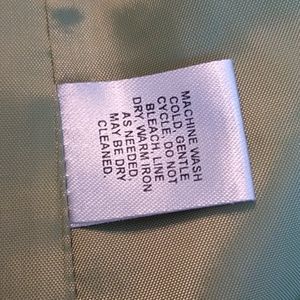 MACHINE WASH
COLD, GENTLE
CYCLE. DO NOT
BLEACH, LINE
DRY, WARM IRON
AS NEEDED,
MAY BE DRY
CLEANED.